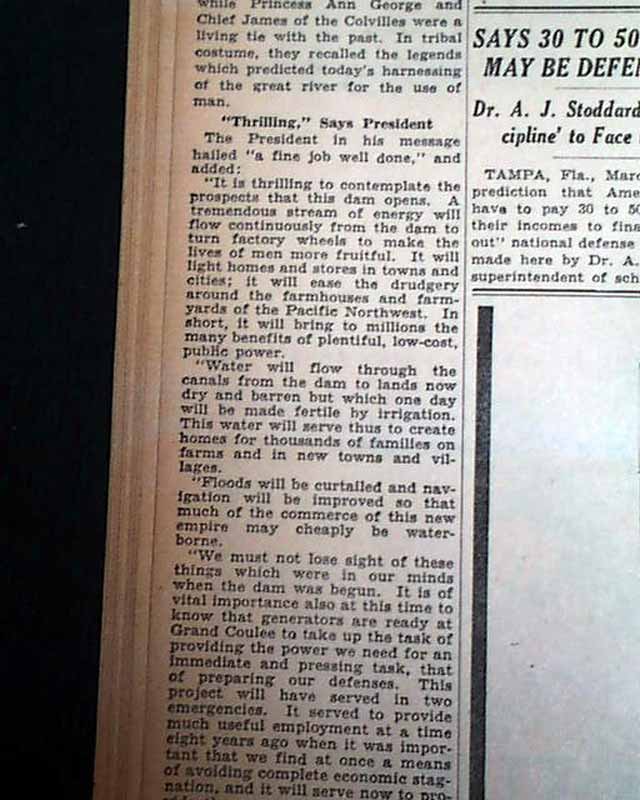 while Princess Ann George and
Chief James of the Colvilles were a
living tie with the past. In tribal
costume, they recalled the legends
which predicted today's harnessing
of the great river for the use of
man.
"Thrilling," Says President
The President in his message
hailed "a fine job well done," and
added:
"It is thrilling to contemplate the
prospects that this dam opens. A
tremendous stream of energy will
flow continuously from the dam to
turn factory wheels to make the
lives of men more fruitful. It will
light homes and stores in towns and
cities; it will ease the drudgery
around the farmhouses and farm-
yards of the Pacific Northwest. In
short, it will bring to millions the
many benefits of plentiful, low-cost,
public power.
"Water will flow through the
canals from the dam to lands now
dry and barren but which one day
will be made fertile by irrigation.
This water will serve thus to create
homes for thousands of families on
farms and in new towns and vil-
lages.
"Floods will be curtailed and nav-
igation will be improved so that
much of the commerce of this new
empire may cheaply be water-
borne.
"We must not lose sight of these
things which were in our minds
when the dam was begun. It is of
vital importance also at this time to
know that generators are ready at
Grand Coulee to take up the task of
providing the power we need for an
immediate and pressing task, that
of preparing our defenses. This
project will have served in two
emergencies. It served to provide
much useful employment at a time
eight years ago when it was impor-
tant that we find at once a means
of avoiding complete economic stag-
nation, and it will serve now to pro-
SAYS 30 TO 50
MAY BE DEFE
Dr. A. J. Stoddard
cipline' to Face
TAMPA, Fla., Marc
prediction that Ame
have to pay 30 to 50
their incomes to fina
out" national defense
made here by Dr. A.
superintendent of sch